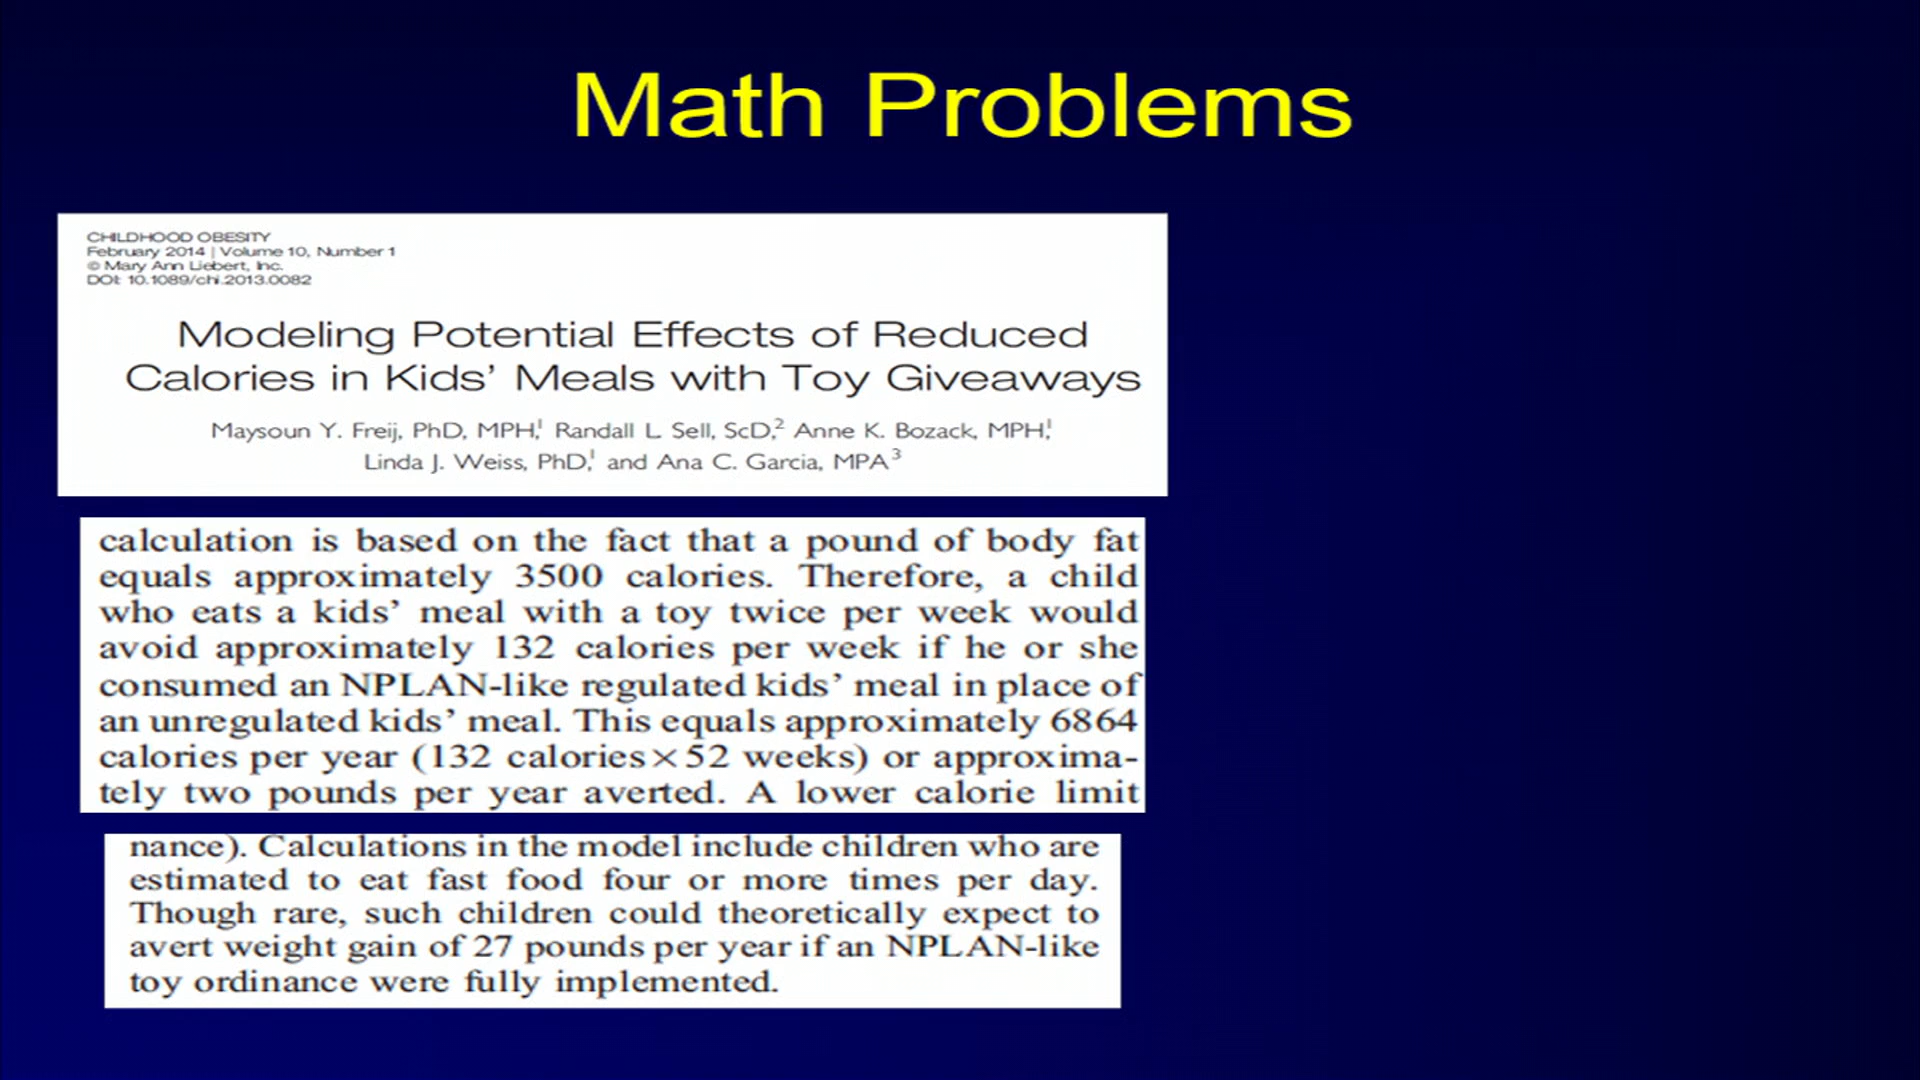 Math Problems
CHILDHOOD OBESITY
February 2014 | Volume 10, Number 1
© Mary Ann Liebert, Inc.
DOI: 10.1089/chi.2013.0082
Modeling Potential Effects of Reduced
Calories in Kids' Meals with Toy Giveaways
Maysoun Y. Freij, PhD, MPH,1 Randall L. Sell, ScD,2 Anne K. Bozack, MPH,1
Linda J. Weiss, PhD,1 and Ana C. Garcia, MPA3
calculation is based on the fact that a pound of body fat
equals approximately 3500 calories. Therefore, a child
who eats a kids' meal with a toy twice per week would
avoid approximately 132 calories per week if he or she
consumed an NPLAN-like regulated kids' meal in place of
an unregulated kids' meal. This equals approximately 6864
calories per year (132 calories×52 weeks) or approxima-
tely two pounds per year averted. A lower calorie limit
nance). Calculations in the model include children who are
estimated to eat fast food four or more times per day.
Though rare, such children could theoretically expect to
avert weight gain of 27 pounds per year if an NPLAN-like
toy ordinance were fully implemented.